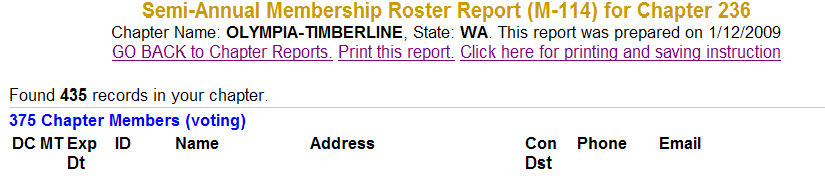 Semi-Annual Membership Roster Report (M-114) for Chapter 236
Chapter Name: OLYMPIA-TIMBERLINE, State: WA. This report was prepared on 1/12/2009
GO BACK to Chapter Reports. Print this report. Click here for printing and saving instruction
Found 435 records in your chapter.
375 Chapter Members (voting)
DC MT Exp ID Name Address Con Phone Email
Dt Dst